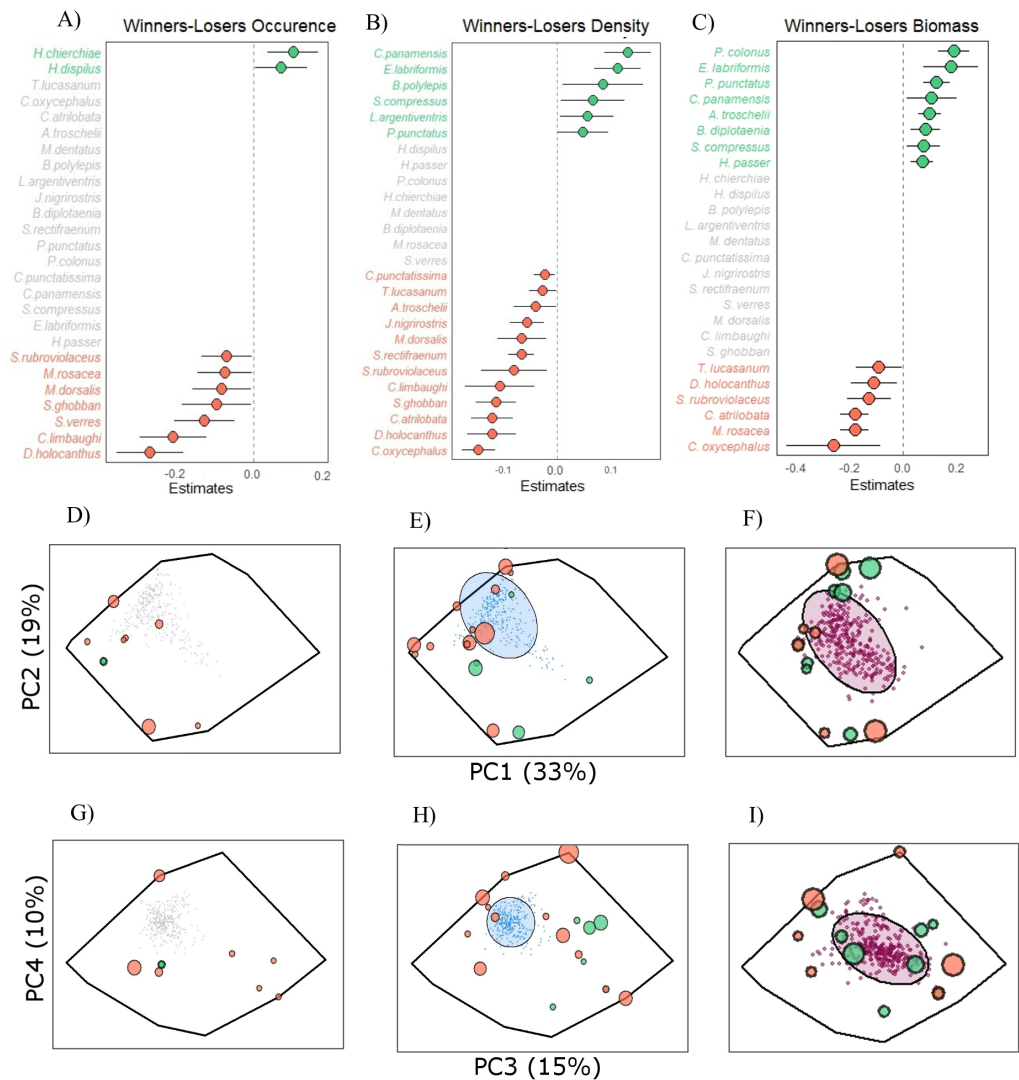 A)
Winners-Losers Occurence
H.chierchiae
H.dispilus
T.lucasanum
C.oxycephalus
C.atrilobata
A.troschelii
M.dentatus
B.polylepis
L.argentiventris
J.nigrirostris
B.diplotaenia
S.rectifraenum
P.punctatus
P.colonus
C.punctatissima
C.panamensis
S.compressus
E.labriformis
H.passer
S.rubroviolaceus
M.rosacea
M.dorsalis
S.ghobban
S.verres
C.limbaughi
D.holocanthus
-0.2 0.0 0.2
Estimates
B)
Winners-Losers Density
C.panamensis
E.labriformis
B.polylepis
S.compressus
L.argentiventris
P.punctatus
H.dispilus
H.passer
P.colonus
H.chierchiae
M.dentatus
B.diplotaenia
M.rosacea
S.verres
C.punctatissima
T.lucasanum
A.troschelii
J.nigrirostris
M.dorsalis
S.rectifraenum
S.rubroviolaceus
C.limbaughi
S.ghobban
C.atrilobata
D.holocanthus
C.oxycephalus
-0.1 0.0 0.1
Estimates
C)
Winners-Losers Biomass
P. colonus
E. labriformis
P. punctatus
C. panamensis
A. troschelii
B. diplotaenia
S. compressus
H. passer
H. chierchiae
H. dispilus
B. polylepis
L. argentiventris
M. dentatus
C. punctatissima
J. nigrirostris
S. rectifraenum
S. verres
M. dorsalis
C. limbaughi
S. ghobban
T. lucasanum
D. holocanthus
S. rubroviolaceus
C. atrilobata
M. rosacea
C. oxycephalus
-0.4 -0.2 0.0 0.2
Estimates
D)
E)
F)
PC2 (19%)
PC1 (33%)
G)
H)
I)
PC4 (10%)
PC3 (15%)